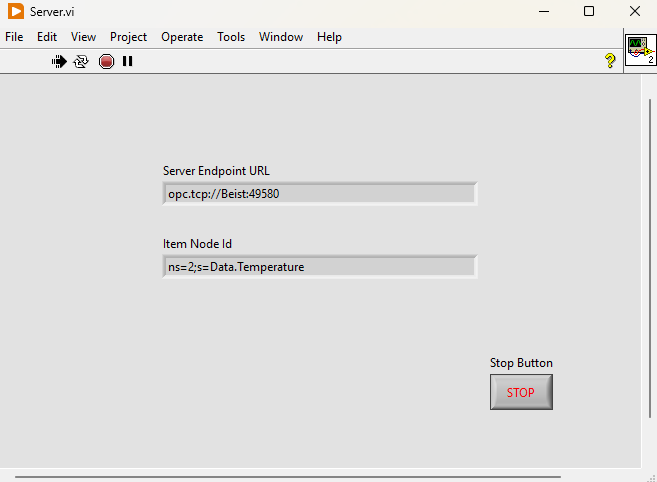 Server.vi
File Edit View Project Operate Tools Window Help
?
2
Server Endpoint URL
opc.tcp://Beist:49580
Item Node Id
ns=2;s=Data.Temperature
Stop Button
STOP